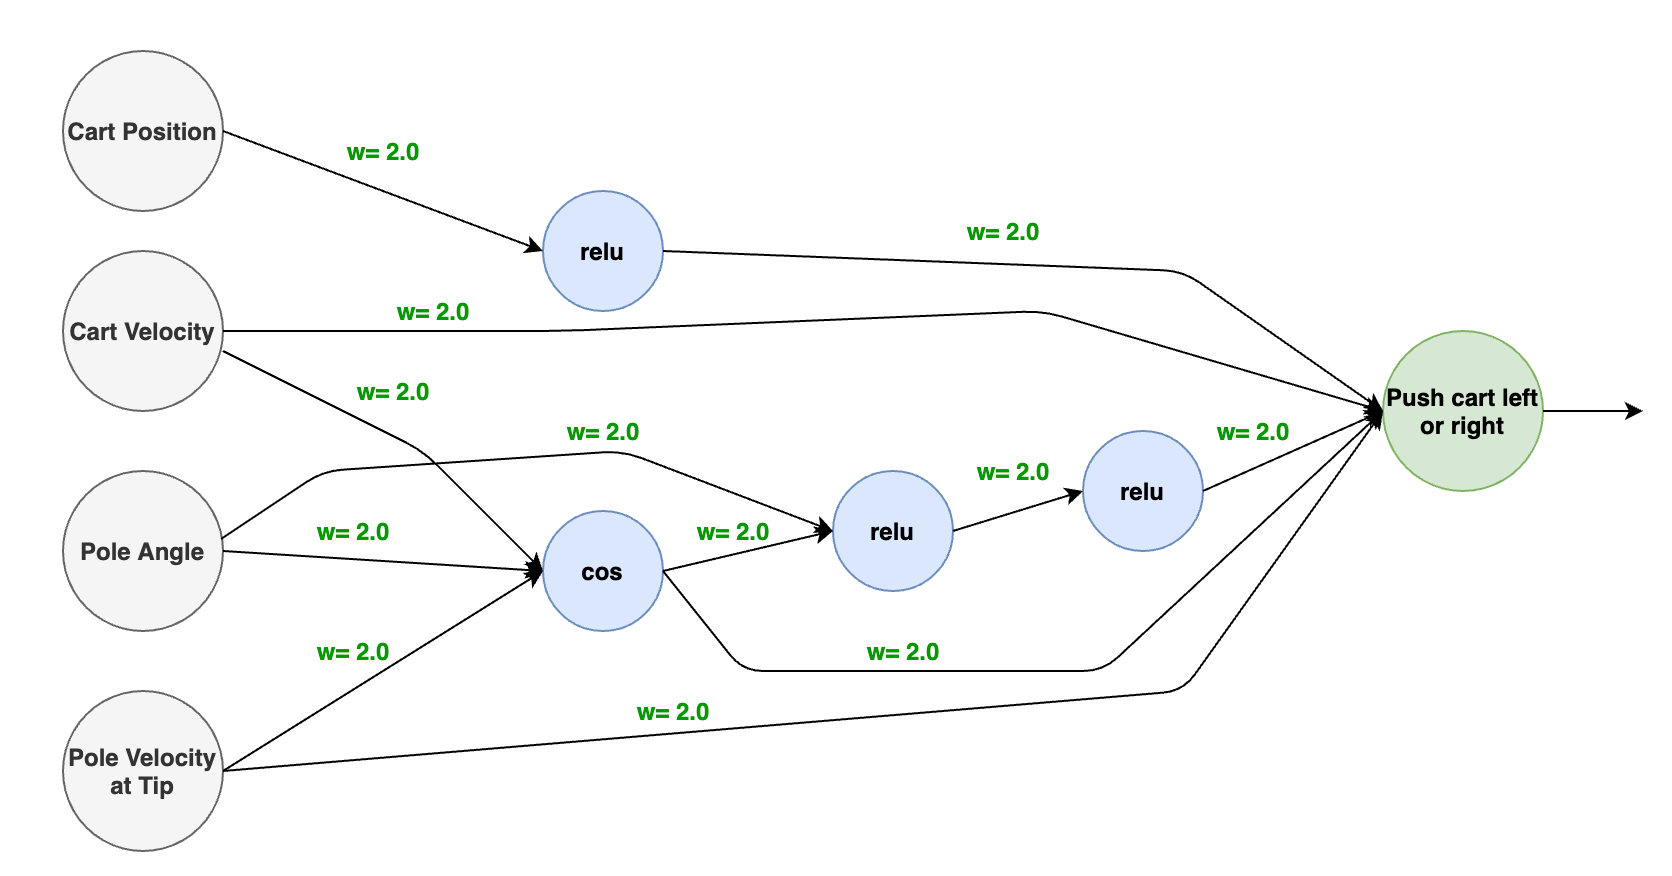 Cart Position
w= 2.0
relu
w= 2.0
Cart Velocity
w= 2.0
w= 2.0
Push cart left
or right
w= 2.0
w= 2.0
w= 2.0
relu
relu
Pole Angle
w= 2.0
w= 2.0
cos
w= 2.0
w= 2.0
w= 2.0
Pole Velocity
at Tip